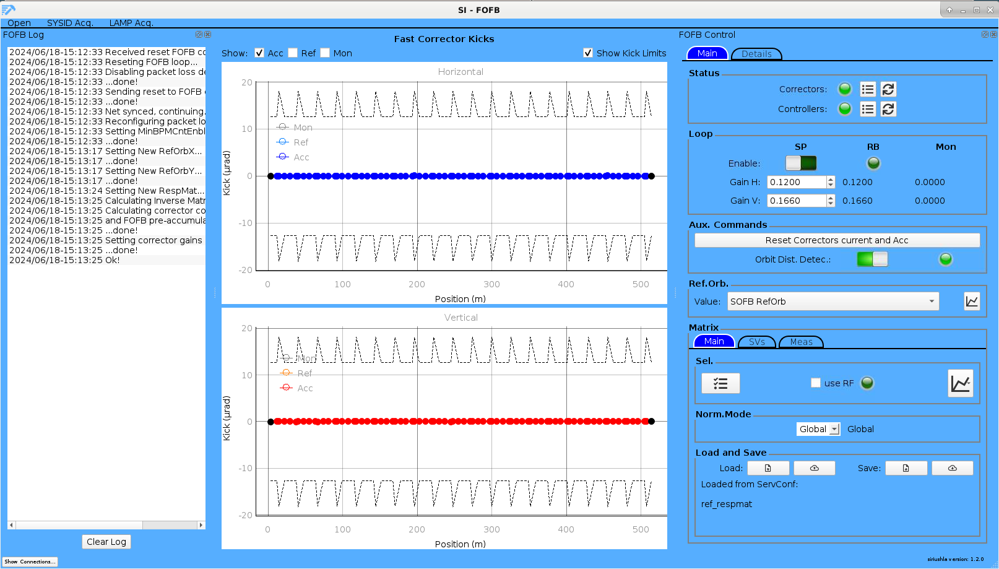 SI - FOFB
Open SYSID Acq. LAMP Acq.
FOFB Log
2024/06/18-15:12:33 Received reset FOFB
2024/06/18-15:12:33 Reseting FOFB loop...
2024/06/18-15:12:33 Disabling packet loss
2024/06/18-15:12:33 ...done!
2024/06/18-15:12:33 Sending reset to FOFB
2024/06/18-15:12:33 ...done!
2024/06/18-15:12:33 Net synced, continuing.
2024/06/18-15:12:33 Reconfiguring packet lo
2024/06/18-15:12:33 Setting MinBPMCntEnbl
2024/06/18-15:12:33 ...done!
2024/06/18-15:13:17 Setting New RefOrbX...
2024/06/18-15:13:17 ...done!
2024/06/18-15:13:17 Setting New RefOrbY...
2024/06/18-15:13:17 ...done!
2024/06/18-15:13:24 Setting New RespMat...
2024/06/18-15:13:25 Calculating Inverse Matr
2024/06/18-15:13:25 Calculating corrector co
2024/06/18-15:13:25 and FOFB pre-accumula
2024/06/18-15:13:25 ...done!
2024/06/18-15:13:25 Setting corrector gains
2024/06/18-15:13:25 ...done!
2024/06/18-15:13:25 Ok!
Clear Log
Show Connections...
Fast Corrector Kicks
Show: Acc Ref Mon Show Kick Limits
Horizontal
20
10
0
-10
-20
Kick (µrad)
Mon
Ref
Acc
0 100 200 300 400 500
Position (m)
Vertical
20
10
0
-10
-20
Kick (µrad)
Mon
Ref
Acc
0 100 200 300 400 500
Position (m)
FOFB Control
Main Details
Status
Correctors:
Controllers:
Loop
SP RB Mon
Enable:
Gain H: 0.1200 0.1200 0.0000
Gain V: 0.1660 0.1660 0.0000
Aux. Commands
Reset Correctors current and Acc
Orbit Dist. Detec.:
Ref.Orb.
Value: SOFB RefOrb
Matrix
Main SVs Meas
Sel.
use RF
Norm.Mode
Global Global
Load and Save
Load: Save:
Loaded from ServConf:
ref_respmat
siriushla version: 1.2.0